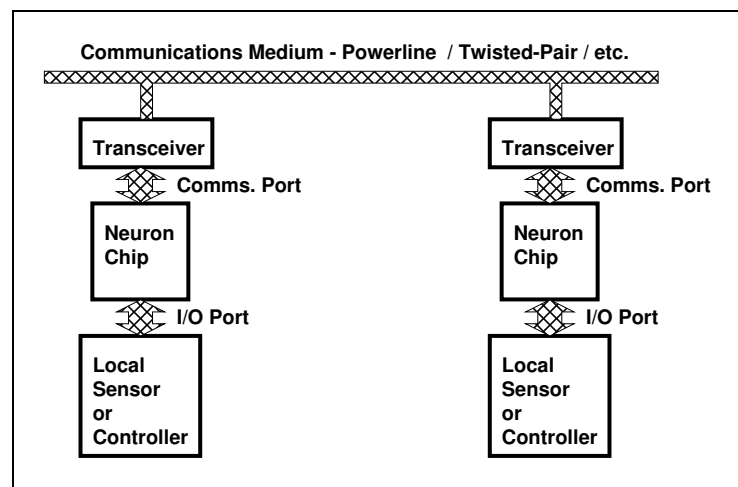 Communications Medium - Powerline / Twisted-Pair / etc.
Transceiver
Comms. Port
Neuron
Chip
I/O Port
Local
Sensor
or
Controller
Transceiver
Comms. Port
Neuron
Chip
I/O Port
Local
Sensor
or
Controller